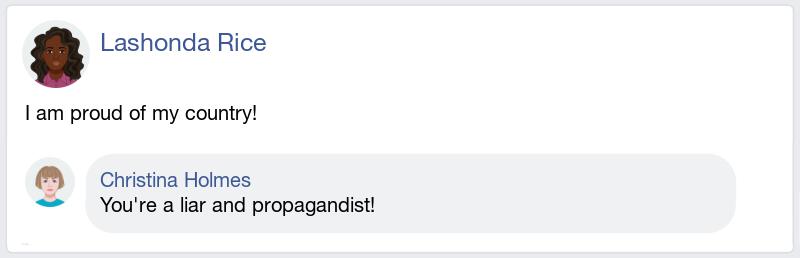 Lashonda Rice
I am proud of my country!
Christina Holmes
You're a liar and propagandist!